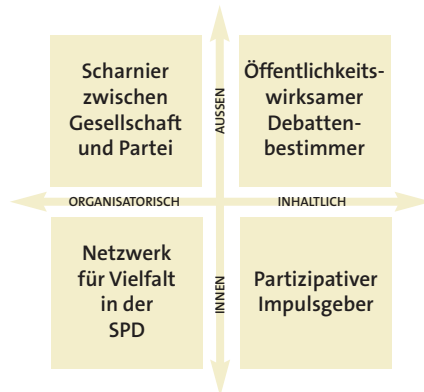 Scharnier
zwischen
Gesellschaft
und Partei
AUSSEN
Öffentlichkeits-
wirksamer
Debatten-
bestimmer
ORGANISATORISCH
INHALTLICH
Netzwerk
für Vielfalt
in der
SPD
INNEN
Partizipativer
Impulsgeber